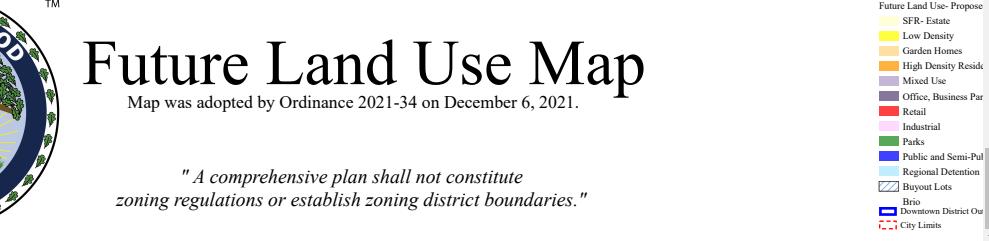 TM
OD
Future Land Use Map
Map was adopted by Ordinance 2021-34 on December 6, 2021.
" A comprehensive plan shall not constitute
zoning regulations or establish zoning district boundaries."
Future Land Use- Propose
SFR- Estate
Low Density
Garden Homes
High Density Reside
Mixed Use
Office, Business Par
Retail
Industrial
Parks
Public and Semi-Pub
Regional Detention
Buyout Lots
Brio
Downtown District Out
City Limits